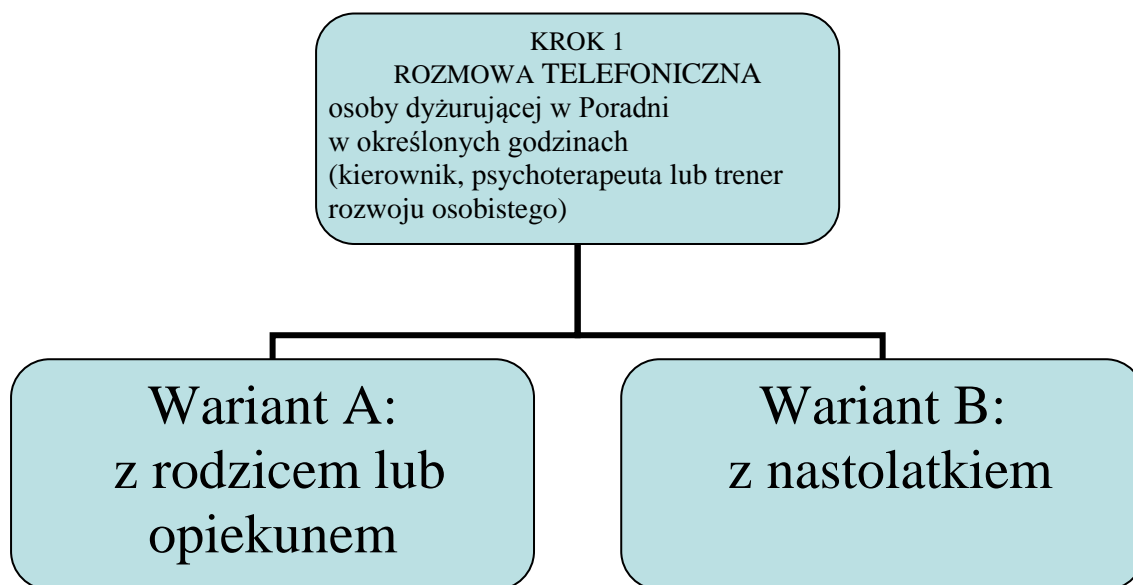 KROK 1
ROZMOWA TELEFONICZNA
osoby dyżurującej w Poradni
w określonych godzinach
(kierownik, psychoterapeuta lub trener
rozwoju osobistego)
Wariant A:
z rodzicem lub
opiekunem
Wariant B:
z nastolatkiem